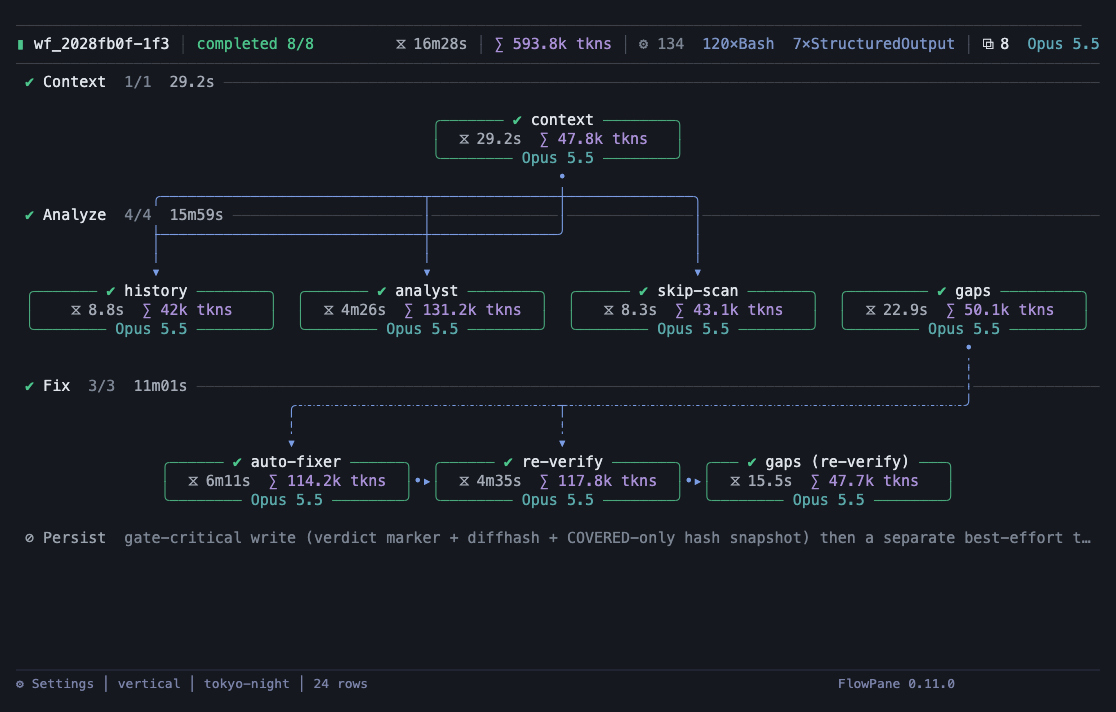 wf_2028fb0f-1f3 │ completed 8/8 ⧖ 16m28s │ ∑ 593.8k tkns │ ⚙ 134 120×Bash 7×StructuredOutput │ ⧉ 8 Opus 5.5
✔ Context 1/1 29.2s
✔ context
⧖ 29.2s ∑ 47.8k tkns
Opus 5.5
✔ Analyze 4/4 15m59s
✔ history ✔ analyst ✔ skip-scan ✔ gaps
⧖ 8.8s ∑ 42k tkns ⧖ 4m26s ∑ 131.2k tkns ⧖ 8.3s ∑ 43.1k tkns ⧖ 22.9s ∑ 50.1k tkns
Opus 5.5 Opus 5.5 Opus 5.5 Opus 5.5
✔ Fix 3/3 11m01s
✔ auto-fixer ✔ re-verify ✔ gaps (re-verify)
⧖ 6m11s ∑ 114.2k tkns ⧖ 4m35s ∑ 117.8k tkns ⧖ 15.5s ∑ 47.7k tkns
Opus 5.5 Opus 5.5 Opus 5.5
⊘ Persist gate-critical write (verdict marker + diffhash + COVERED-only hash snapshot) then a separate best-effort t…
⚙ Settings │ vertical │ tokyo-night │ 24 rows FlowPane 0.11.0